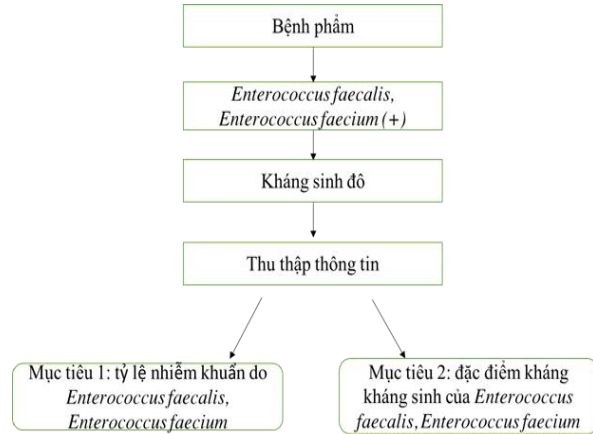 Bệnh phẩm
Enterococcus faecalis,
Enterococcus faecium (+)
Kháng sinh đồ
Thu thập thông tin
Mục tiêu 1: tỷ lệ nhiễm khuẩn do
Enterococcus faecalis,
Enterococcus faecium
Mục tiêu 2: đặc điểm kháng
kháng sinh của Enterococcus
faecalis, Enterococcus faecium